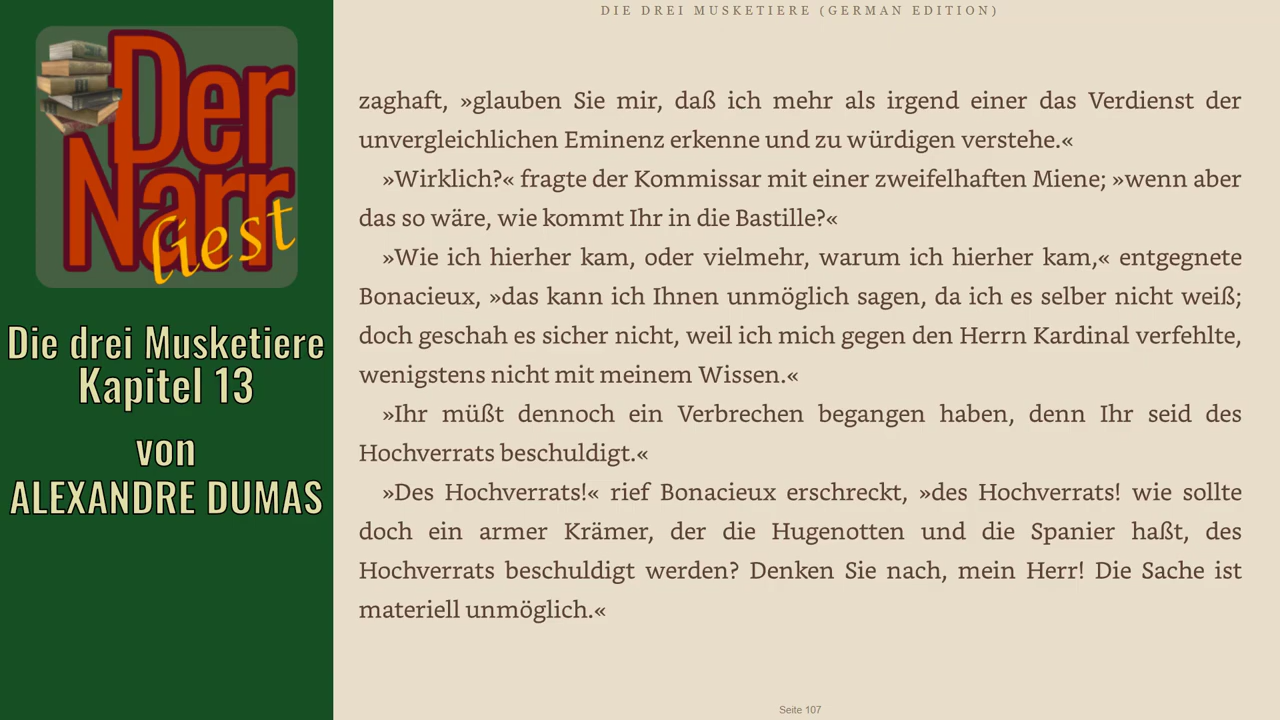 Der
Narr
liest
Die drei Musketiere
Kapitel 13
von
ALEXANDRE DUMAS
DIE DREI MUSKETIERE (GERMAN EDITION)
zaghaft, »glauben Sie mir, daß ich mehr als irgend einer das Verdienst der
unvergleichlichen Eminenz erkenne und zu würdigen verstehe.«
»Wirklich?« fragte der Kommissar mit einer zweifelhaften Miene; »wenn aber
das so wäre, wie kommt Ihr in die Bastille?«
»Wie ich hierher kam, oder vielmehr, warum ich hierher kam,« entgegnete
Bonacieux, »das kann ich Ihnen unmöglich sagen, da ich es selber nicht weiß;
doch geschah es sicher nicht, weil ich mich gegen den Herrn Kardinal verfehlte,
wenigstens nicht mit meinem Wissen.«
»Ihr müßt dennoch ein Verbrechen begangen haben, denn Ihr seid des
Hochverrats beschuldigt.«
»Des Hochverrats!« rief Bonacieux erschreckt, »des Hochverrats! wie sollte
doch ein armer Krämer, der die Hugenotten und die Spanier haßt, des
Hochverrats beschuldigt werden? Denken Sie nach, mein Herr! Die Sache ist
materiell unmöglich.«
Seite 107